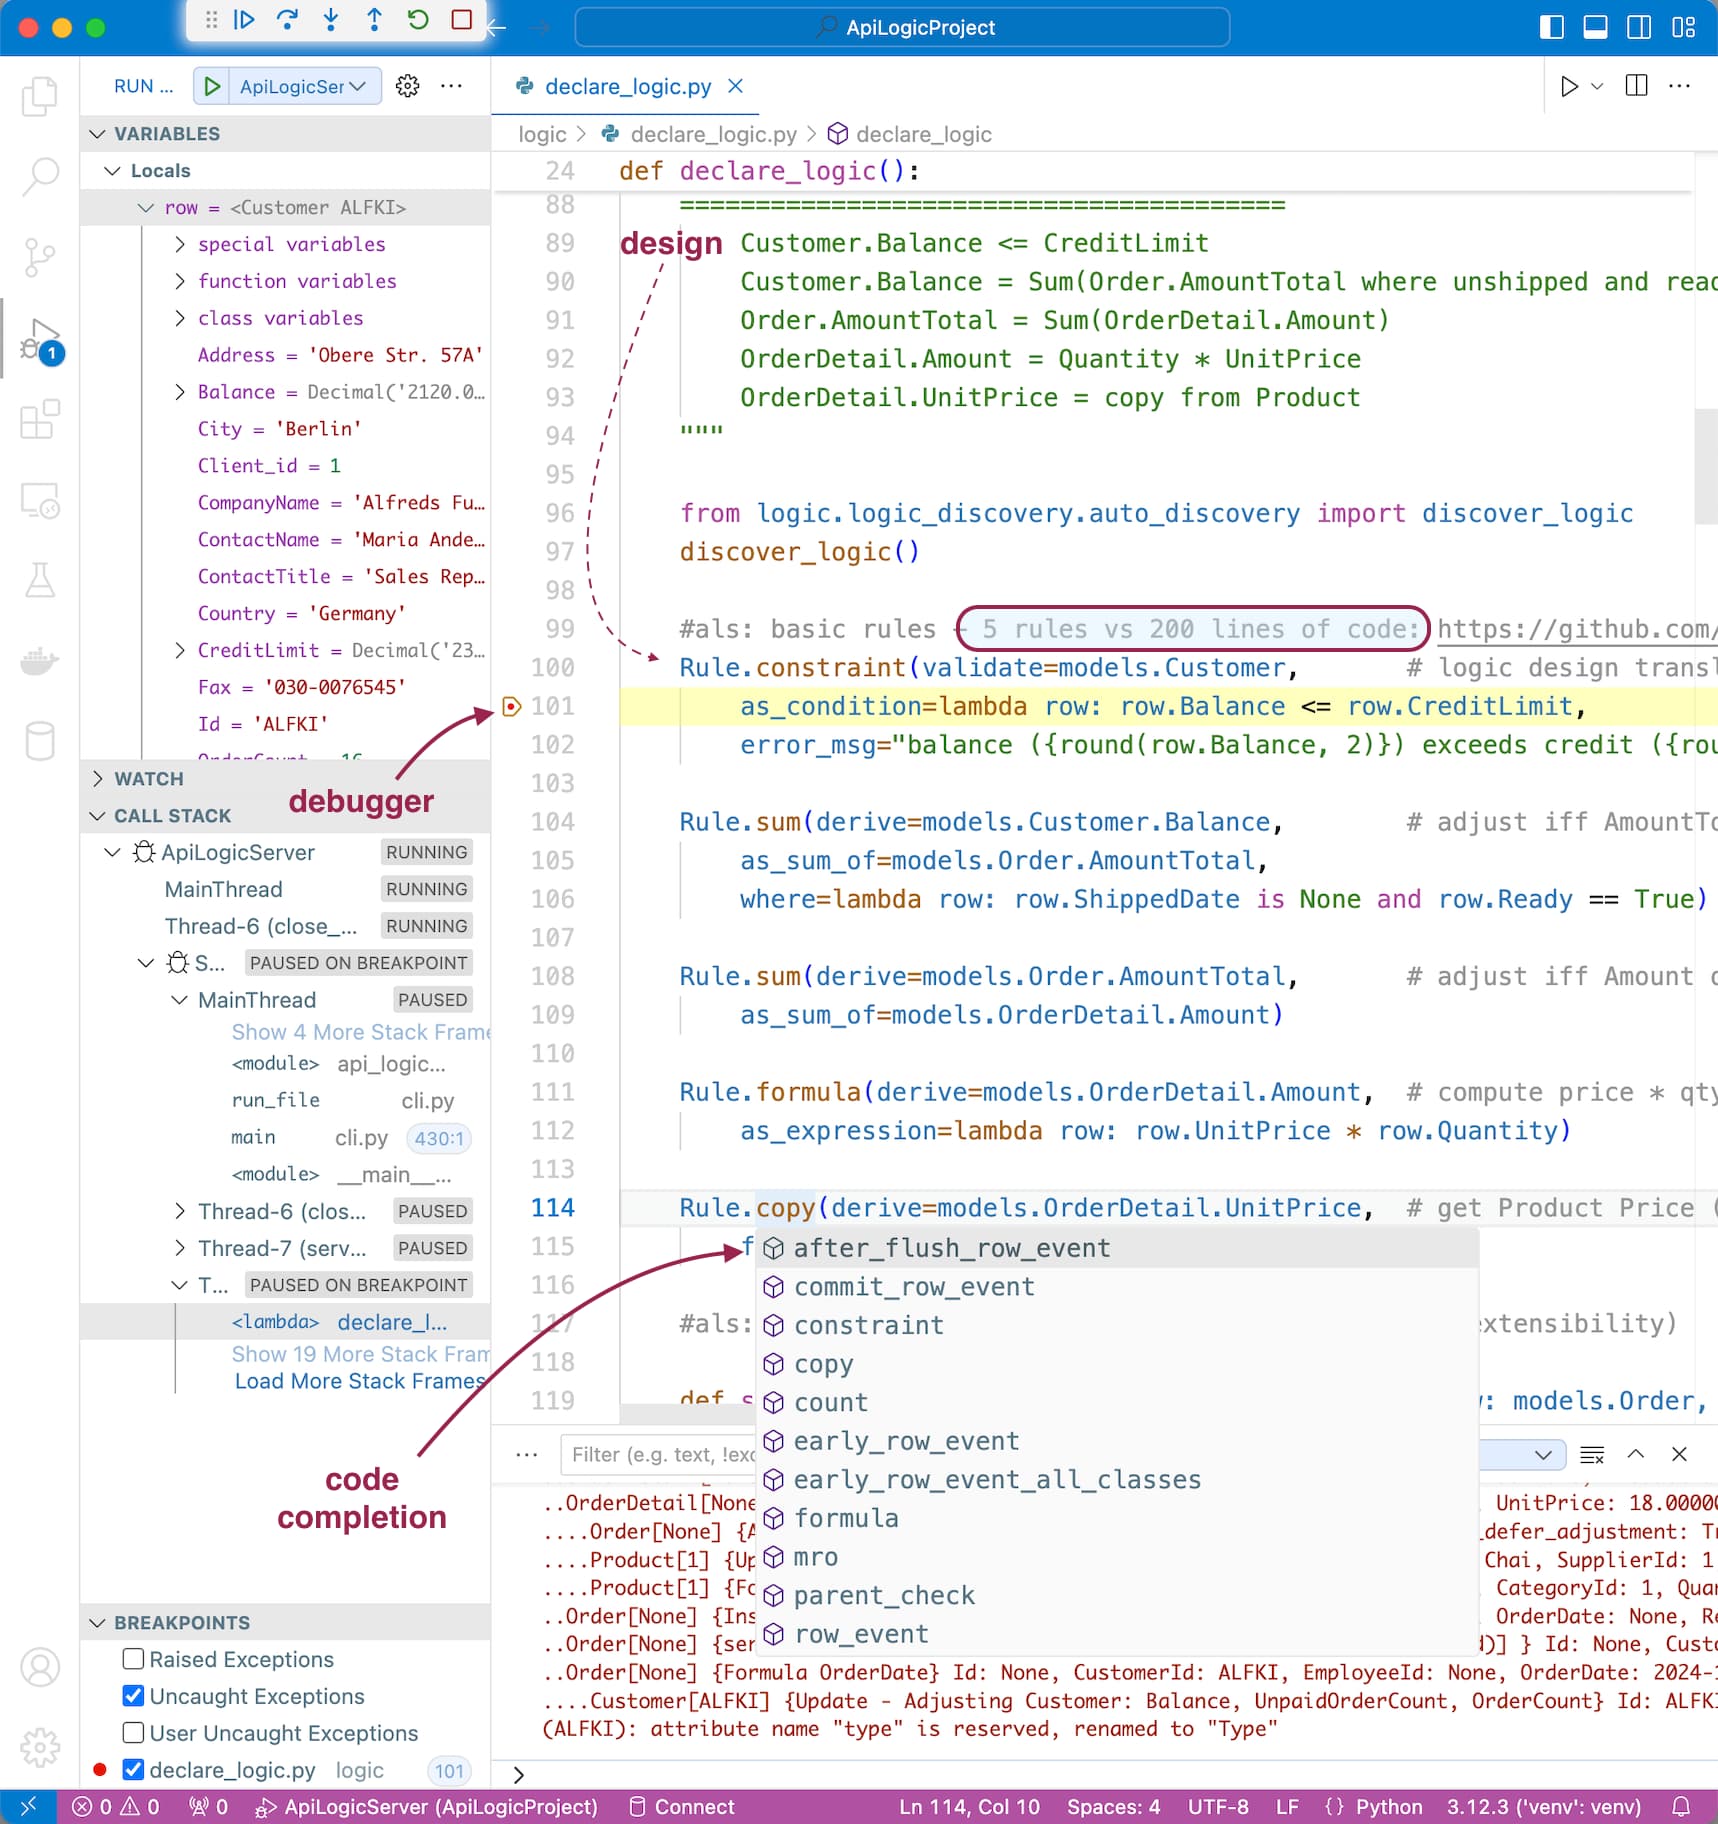 ApiLogicProject
RUN ...
ApiLogicSer
declare_logic.py
VARIABLES
Locals
row = <Customer ALFKI>
special variables
function variables
class variables
Address = 'Obere Str. 57A'
Balance = Decimal('2120.0…
City = 'Berlin'
Client_id = 1
CompanyName = 'Alfreds Fu…
ContactName = 'Maria Ande…
ContactTitle = 'Sales Rep…
Country = 'Germany'
CreditLimit = Decimal('23…
Fax = '030-0076545'
Id = 'ALFKI'
OrderCount = 16
WATCH
debugger
CALL STACK
ApiLogicServer RUNNING
MainThread RUNNING
Thread-6 (close_... RUNNING
S... PAUSED ON BREAKPOINT
MainThread PAUSED
Show 4 More Stack Frame
<module> api_logic...
run_file cli.py
main cli.py 430:1
<module> __main__...
Thread-6 (clos... PAUSED
Thread-7 (serv... PAUSED
T... PAUSED ON BREAKPOINT
<lambda> declare_l...
Show 19 More Stack Fram
Load More Stack Frames
code
completion
BREAKPOINTS
Raised Exceptions
Uncaught Exceptions
User Uncaught Exceptions
declare_logic.py logic 101
logic > declare_logic.py > declare_logic
24 def declare_logic():
88 ========================================
design
89 Customer.Balance <= CreditLimit
90 Customer.Balance = Sum(Order.AmountTotal where unshipped and read
91 Order.AmountTotal = Sum(OrderDetail.Amount)
92 OrderDetail.Amount = Quantity * UnitPrice
93 OrderDetail.UnitPrice = copy from Product
94 """
95
96 from logic.logic_discovery.auto_discovery import discover_logic
97 discover_logic()
98
99 #als: basic rules - 5 rules vs 200 lines of code: https://github.com/
100 Rule.constraint(validate=models.Customer, # logic design transl
101 as_condition=lambda row: row.Balance <= row.CreditLimit,
102 error_msg="balance ({round(row.Balance, 2)}) exceeds credit ({rou
103
104 Rule.sum(derive=models.Customer.Balance, # adjust iff AmountTo
105 as_sum_of=models.Order.AmountTotal,
106 where=lambda row: row.ShippedDate is None and row.Ready == True)
107
108 Rule.sum(derive=models.Order.AmountTotal, # adjust iff Amount
109 as_sum_of=models.OrderDetail.Amount)
110
111 Rule.formula(derive=models.OrderDetail.Amount, # compute price * qty
112 as_expression=lambda row: row.UnitPrice * row.Quantity)
113
114 Rule.copy(derive=models.OrderDetail.UnitPrice, # get Product Price (
115 f
116
117 #als: extensibility)
118
119 def s : models.Order,
after_flush_row_event
commit_row_event
constraint
copy
count
early_row_event
early_row_event_all_classes
formula
mro
parent_check
row_event
Filter (e.g. text, !exc
..OrderDetail[None UnitPrice: 18.00000
....Order[None] {A _defer_adjustment: Tr
....Product[1] {Up Chai, SupplierId: 1
....Product[1] {Fo CategoryId: 1, Quan
..Order[None] {Ins OrderDate: None, Re
..Order[None] {ser )] } Id: None, Custo
..Order[None] {Formula OrderDate} Id: None, CustomerId: ALFKI, EmployeeId: None, OrderDate: 2024-1
....Customer[ALFKI] {Update - Adjusting Customer: Balance, UnpaidOrderCount, OrderCount} Id: ALFKI
(ALFKI): attribute name "type" is reserved, renamed to "Type"
0 0 0 ApiLogicServer (ApiLogicProject) Connect Ln 114, Col 10 Spaces: 4 UTF-8 LF {} Python 3.12.3 ('venv': venv)